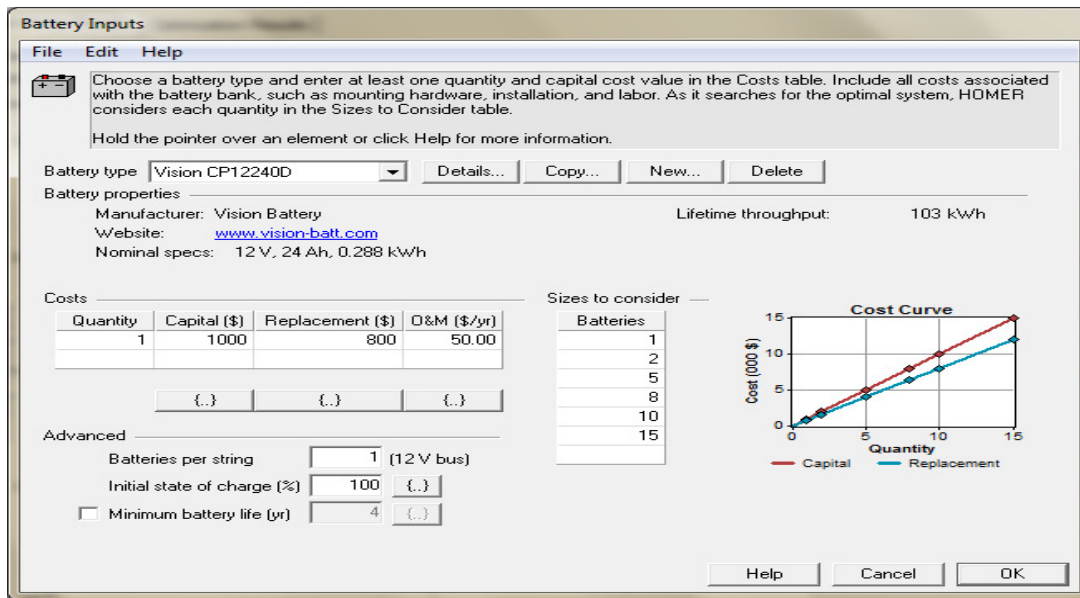 Battery Inputs
File Edit Help
Choose a battery type and enter at least one quantity and capital cost value in the Costs table. Include all costs associated
with the battery bank, such as mounting hardware, installation, and labor. As it searches for the optimal system, HOMER
considers each quantity in the Sizes to Consider table.
Hold the pointer over an element or click Help for more information.
Battery type Vision CP12240D Details... Copy... New... Delete
Battery properties
Manufacturer: Vision Battery Lifetime throughput: 103 kWh
Website: www.vision-batt.com
Nominal specs: 12 V, 24 Ah, 0.288 kWh
Costs
Quantity Capital ($) Replacement ($) O&M ($/yr)
1 1000 800 50.00
{..} {..} {..}
Sizes to consider
Batteries
1
2
5
8
10
15
Cost Curve
Cost (000 $)
15
10
5
0
0 5 10 15
Quantity
Capital Replacement
Advanced
Batteries per string 1 (12 V bus)
Initial state of charge (%) 100 {..}
Minimum battery life (yr) 4 {..}
Help Cancel OK